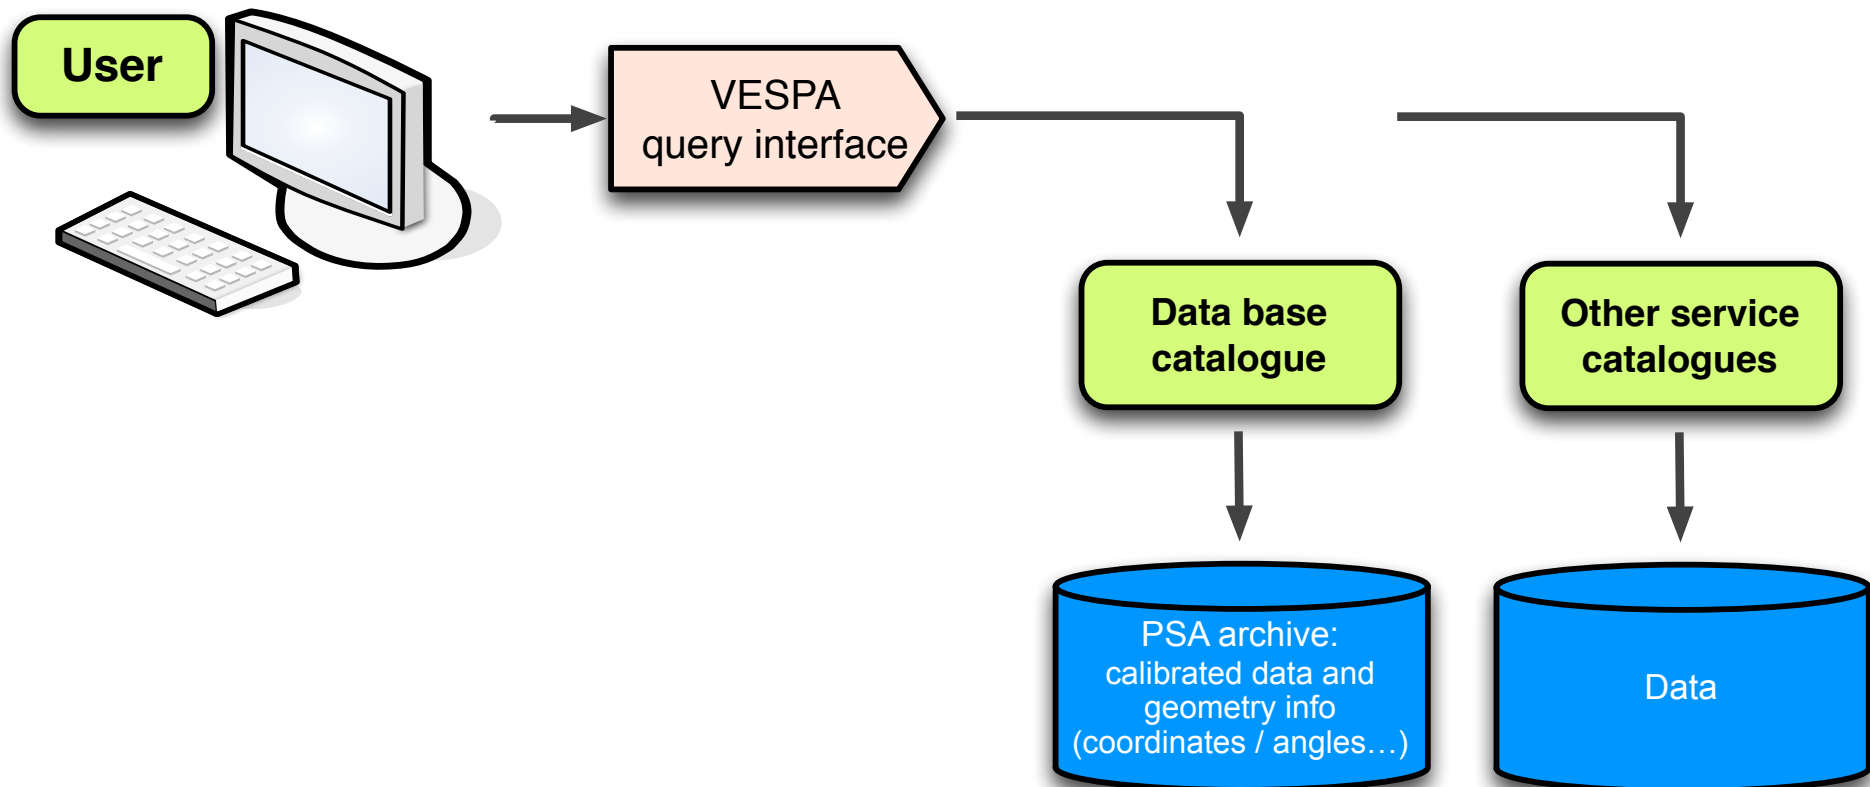 User
VESPA
query interface
Data base
catalogue
Other service
catalogues
PSA archive:
calibrated data and
geometry info
(coordinates / angles…)
Data